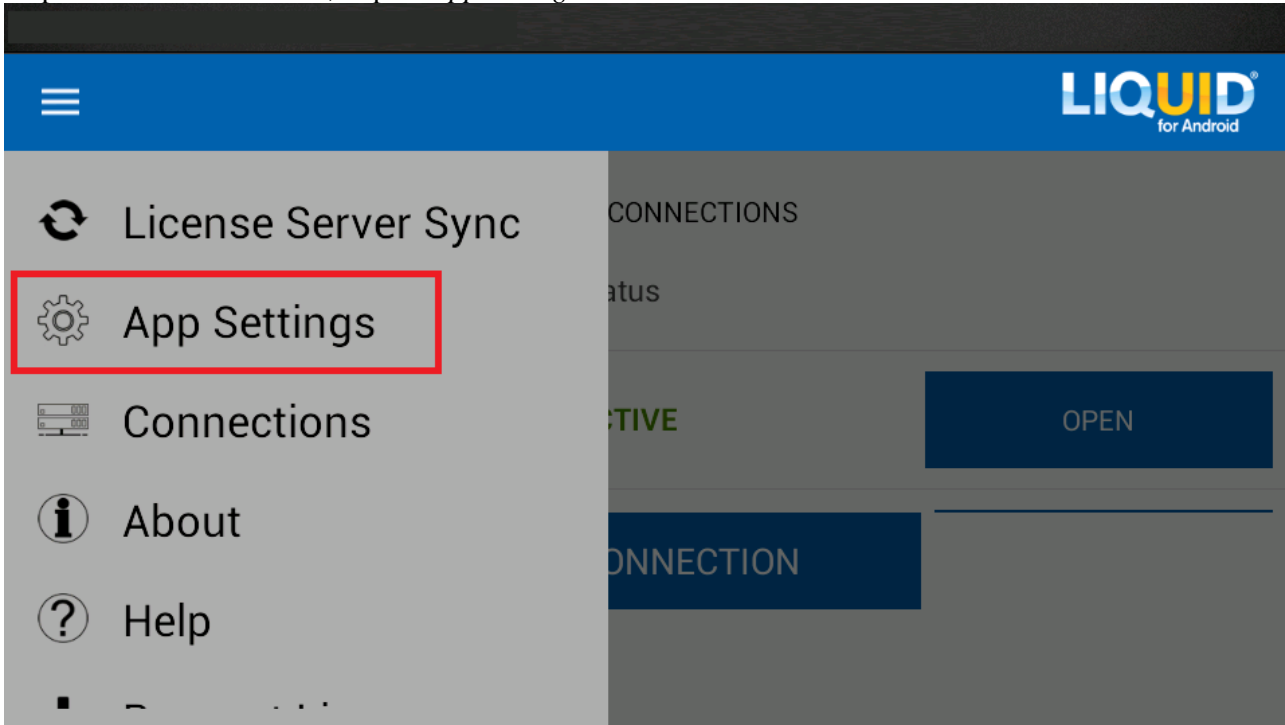 LIQUID®
for Android
License Server Sync
App Settings
Connections
About
Help
CONNECTIONS
atus
CTIVE
OPEN
ONNECTION